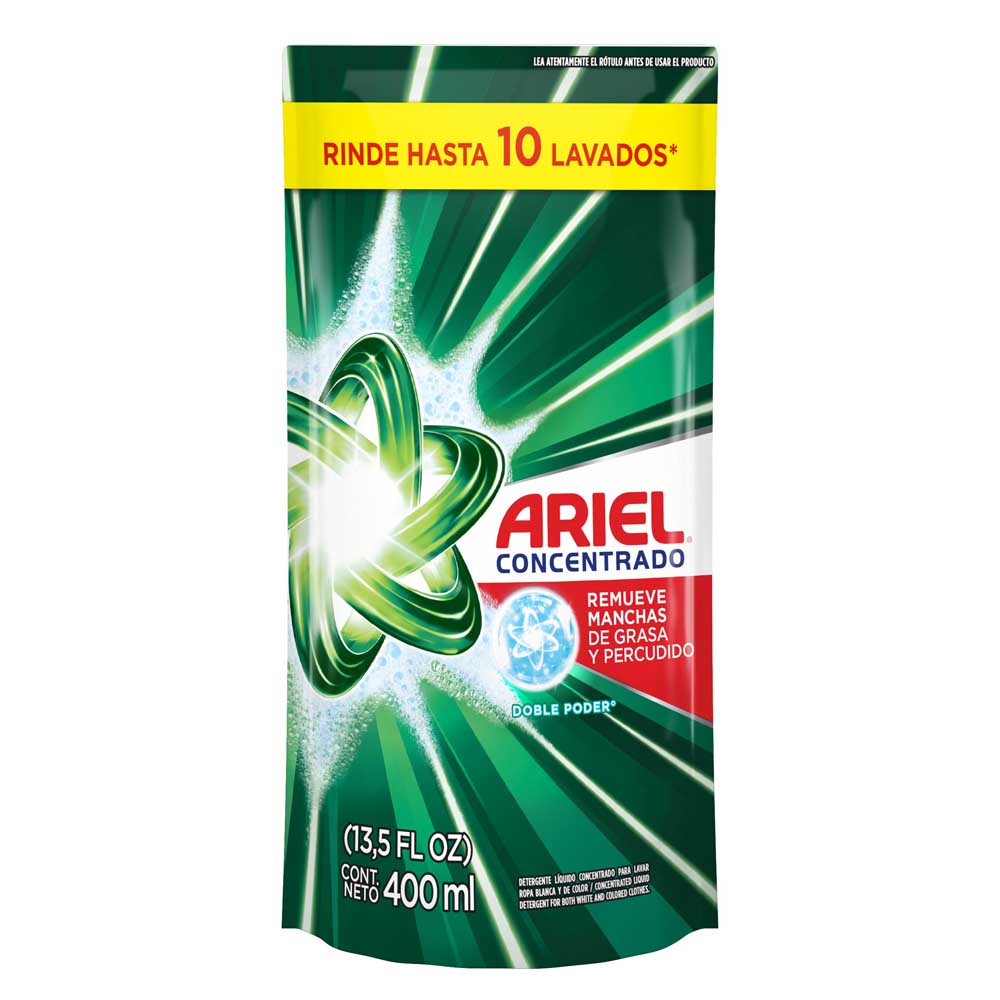 LEA ATENTAMENTE EL RÓTULO ANTES DE USAR EL PRODUCTO
RINDE HASTA 10 LAVADOS*
ARIEL®
CONCENTRADO
REMUEVE
MANCHAS
DE GRASA
Y PERCUDIDO
DOBLE PODER°
(13,5 FL OZ)
CONT.
NETO 400 ml
DETERGENTE LÍQUIDO CONCENTRADO PARA LAVAR
ROPA BLANCA Y DE COLOR / CONCENTRATED LIQUID
DETERGENT FOR BOTH WHITE AND COLORED CLOTHES.